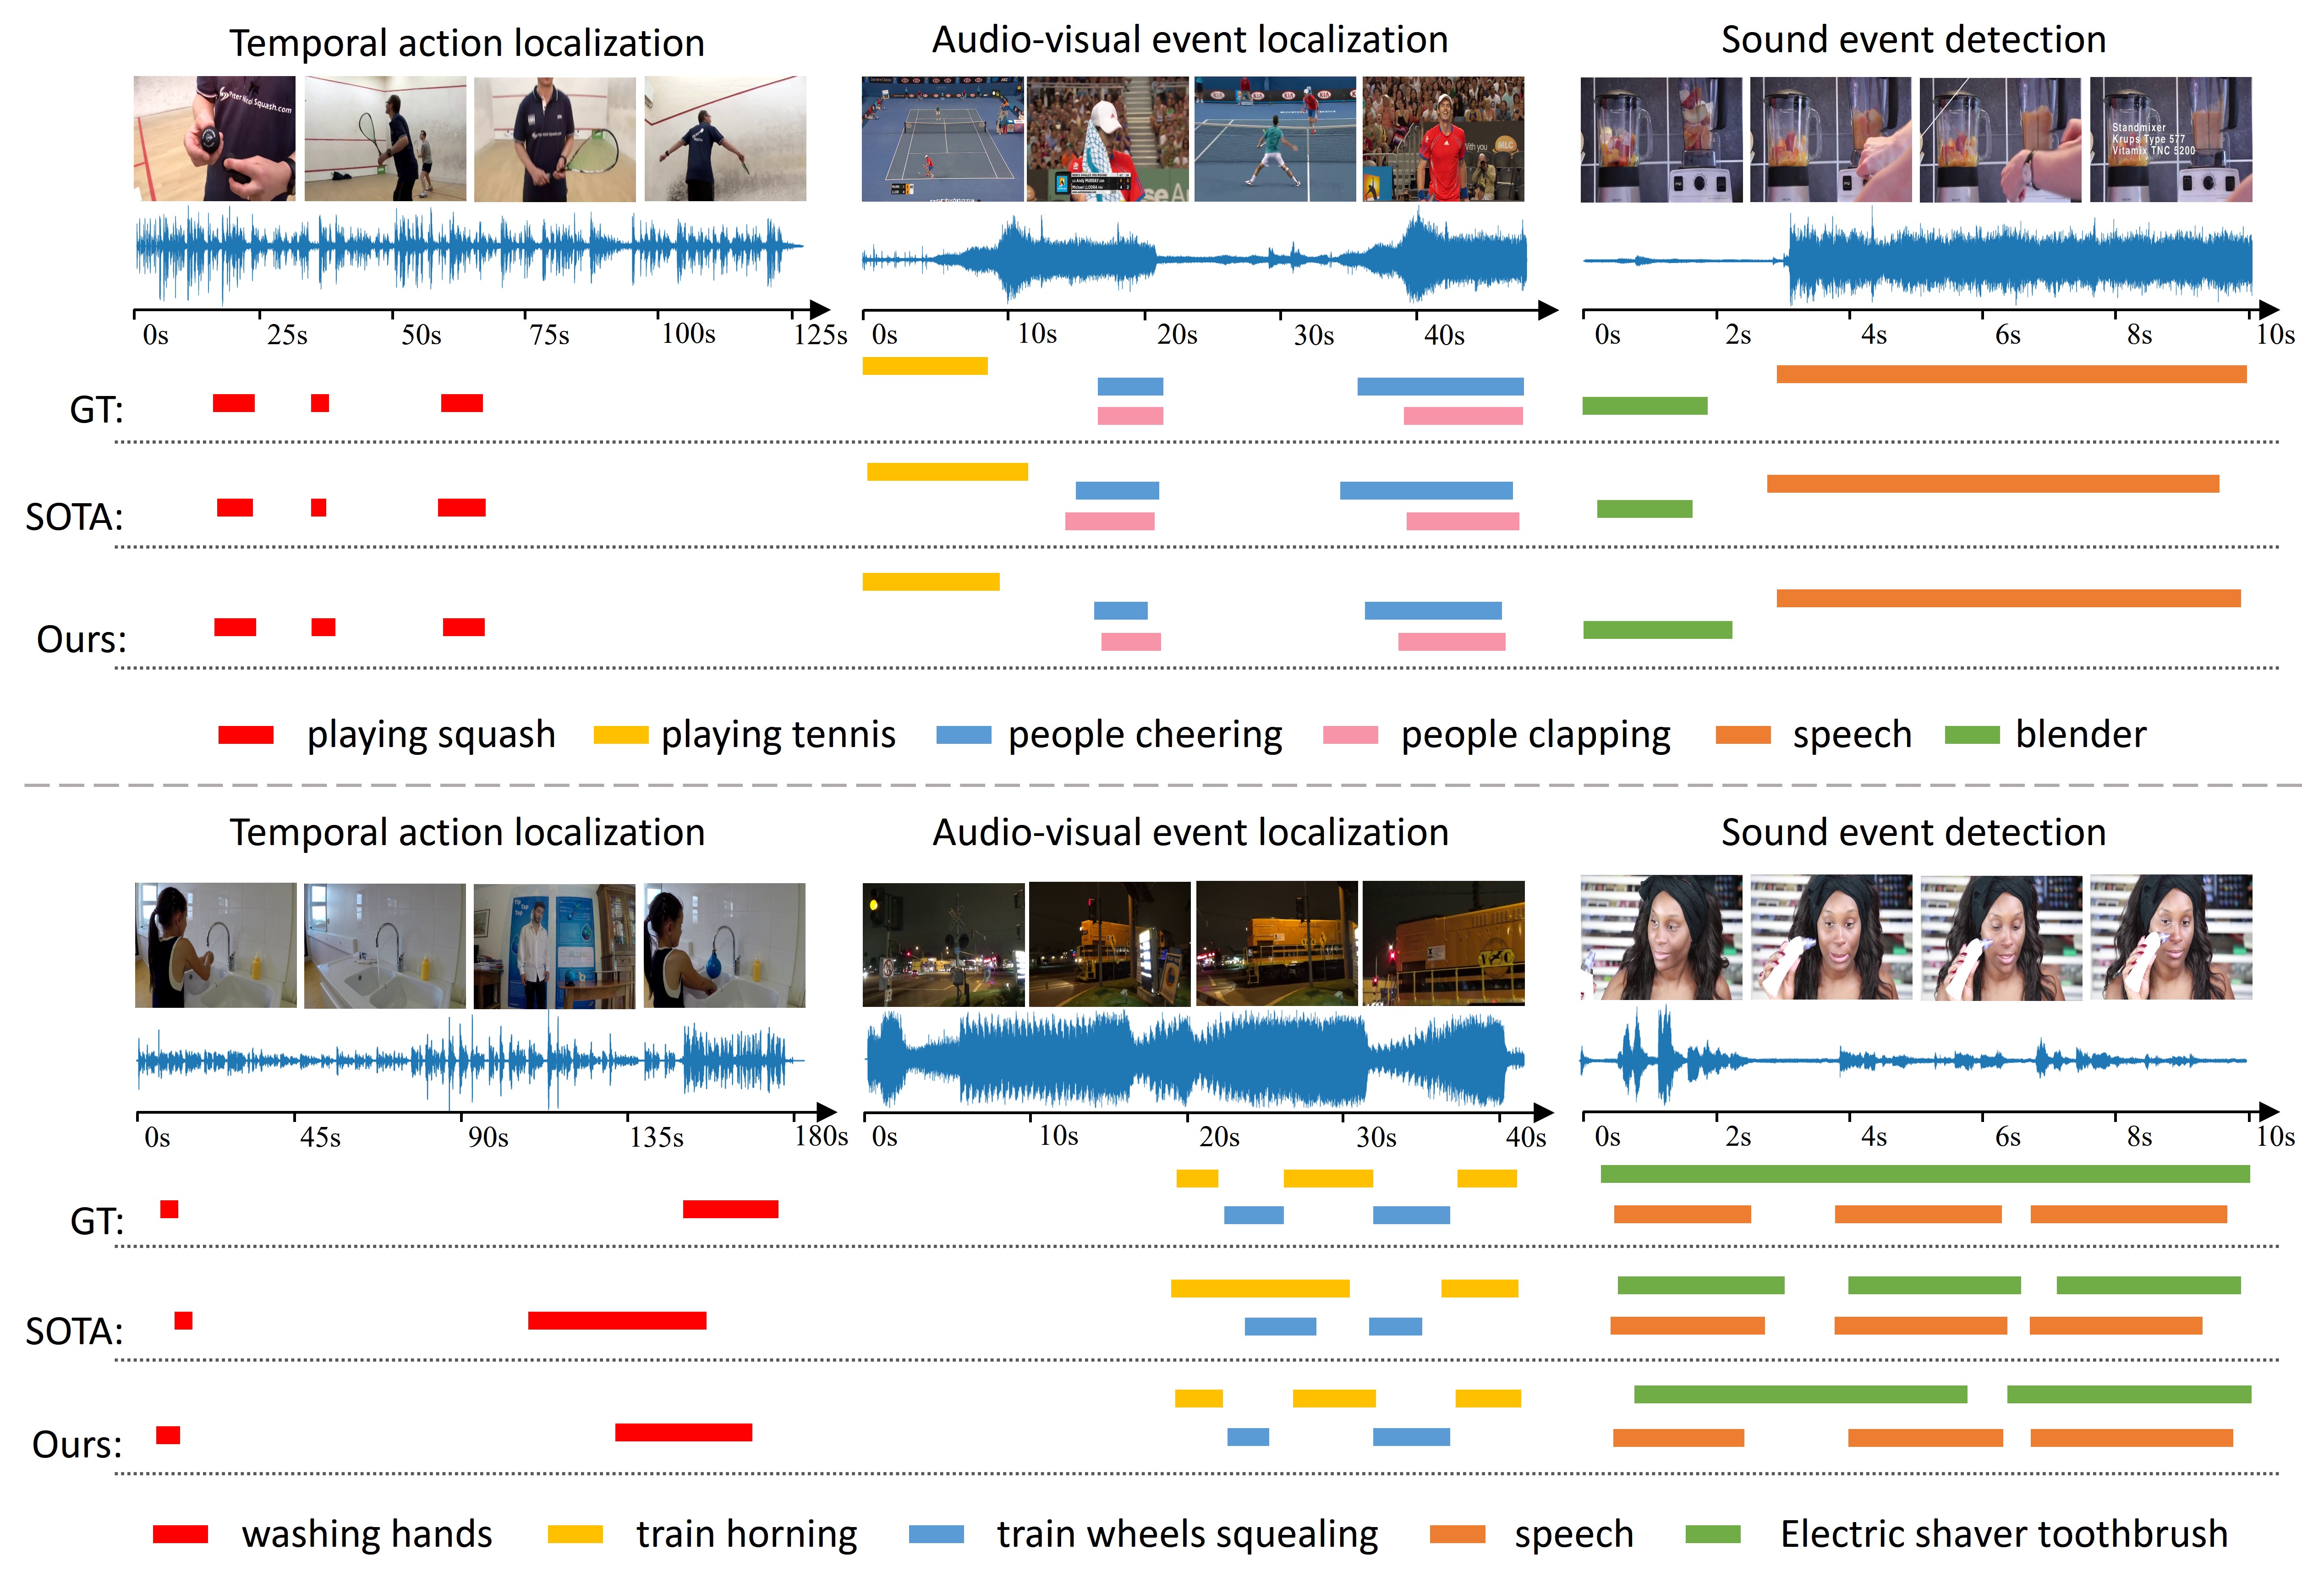 Temporal action localization
Audio-visual event localization
Sound event detection
Standmixer
Krups Type 577
Vitamix TNC 5200
0s 25s 50s 75s 100s 125s
0s 10s 20s 30s 40s
0s 2s 4s 6s 8s 10s
GT:
SOTA:
Ours:
playing squash playing tennis people cheering people clapping speech blender
Temporal action localization
Audio-visual event localization
Sound event detection
0s 45s 90s 135s 180s
0s 10s 20s 30s 40s
0s 2s 4s 6s 8s 10s
GT:
SOTA:
Ours:
washing hands train horning train wheels squealing speech Electric shaver toothbrush